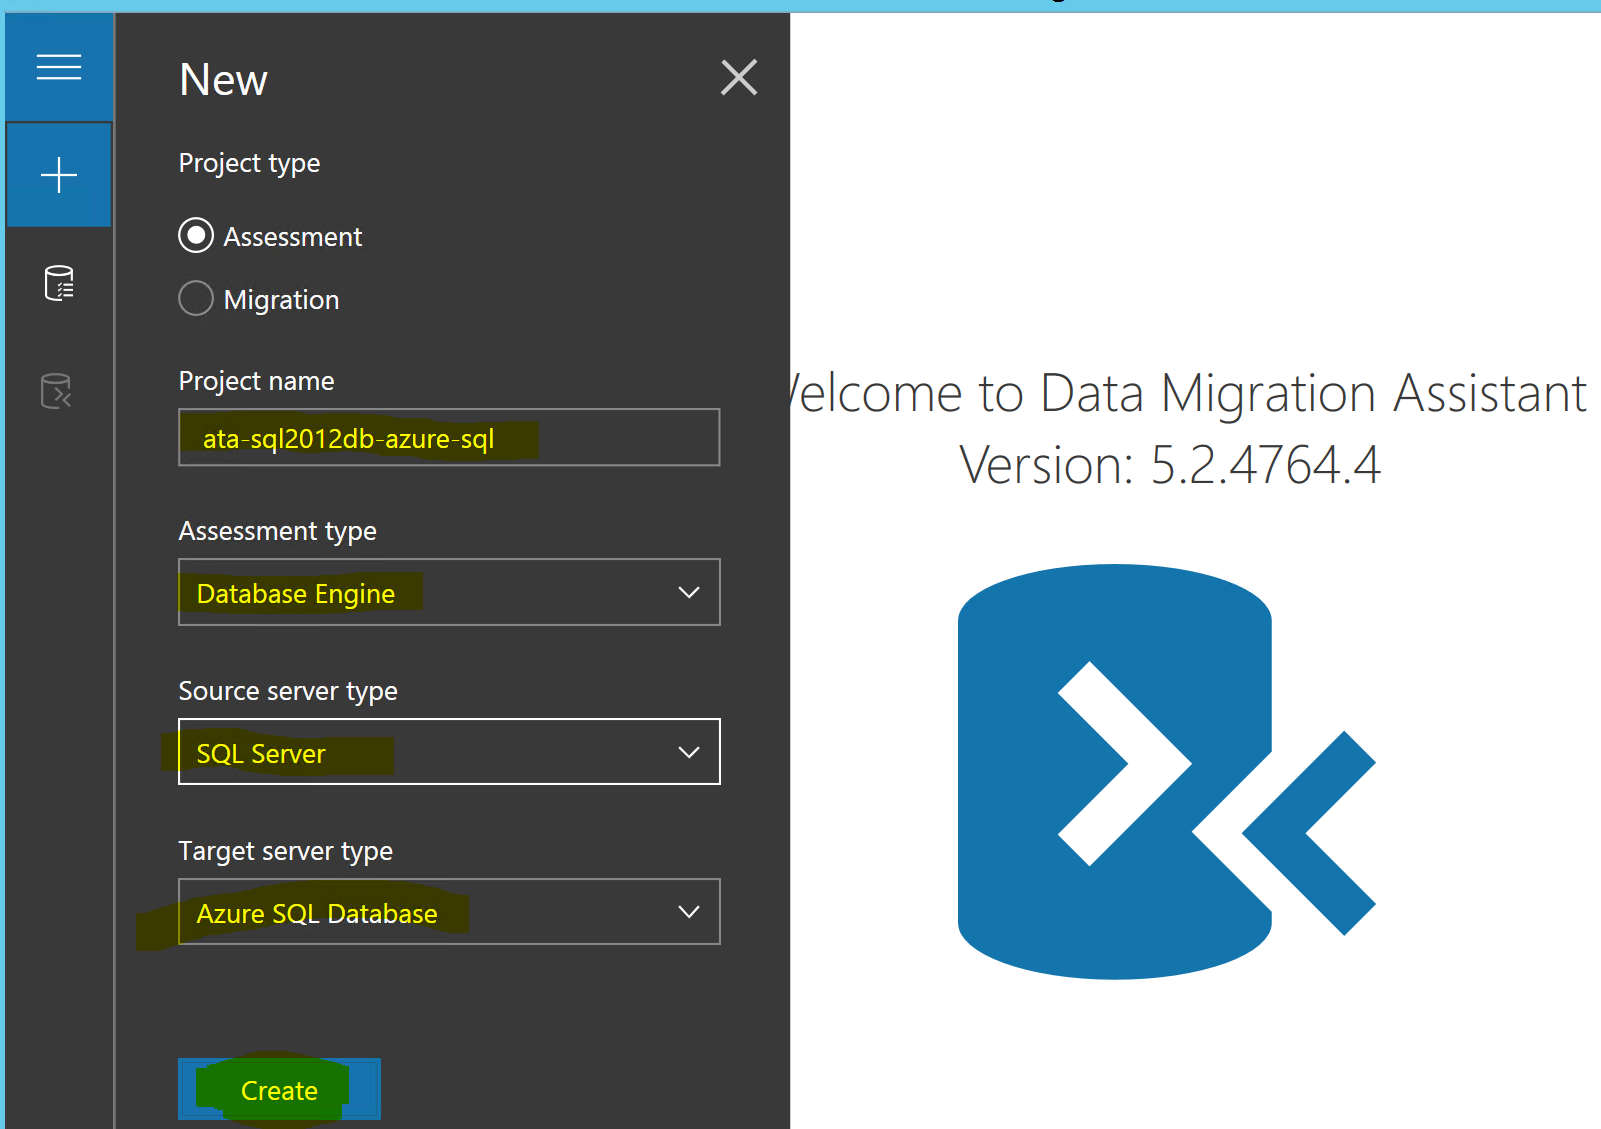 New
Project type
Assessment
Migration
Project name
ata-sql2012db-azure-sql
Assessment type
Database Engine
Source server type
SQL Server
Target server type
Azure SQL Database
Create
Welcome to Data Migration Assistant
Version: 5.2.4764.4